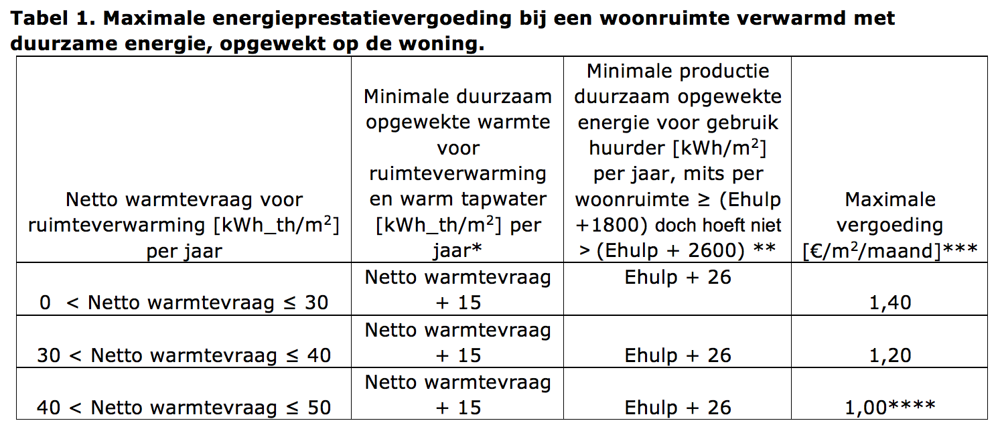 Tabel 1. Maximale energieprestatievergoeding bij een woonruimte verwarmd met
duurzame energie, opgewekt op de woning.
Netto warmtevraag voor
ruimteverwarming [kWh_th/m²]
per jaar
Minimale duurzaam
opgewekte warmte
voor
ruimteverwarming
en warm tapwater
[kWh_th/m²] per
jaar*
Minimale productie
duurzaam opgewekte
energie voor gebruik
huurder [kWh/m²]
per jaar, mits per
woonruimte ≥ (Ehulp
+1800) doch hoeft niet
> (Ehulp + 2600) **
Maximale
vergoeding
[€/m²/maand]***
0 < Netto warmtevraag ≤ 30
Netto warmtevraag
+ 15
Ehulp + 26
1,40
30 < Netto warmtevraag ≤ 40
Netto warmtevraag
+ 15
Ehulp + 26
1,20
40 < Netto warmtevraag ≤ 50
Netto warmtevraag
+ 15
Ehulp + 26
1,00****